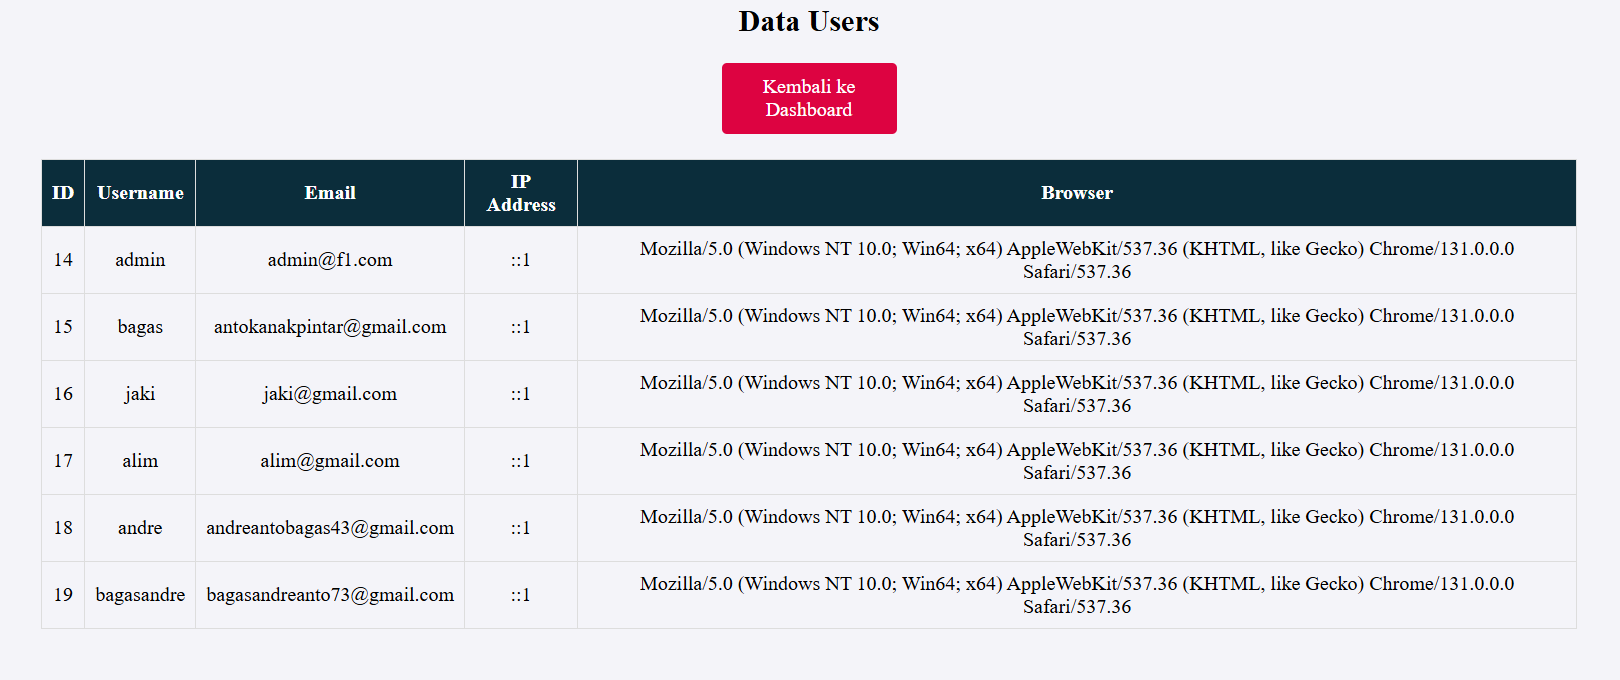 Data Users
Kembali ke
Dashboard
ID Username Email IP Address Browser
14 admin admin@f1.com ::1 Mozilla/5.0 (Windows NT 10.0; Win64; x64) AppleWebKit/537.36 (KHTML, like Gecko) Chrome/131.0.0.0
Safari/537.36
15 bagas antokanakpintar@gmail.com ::1 Mozilla/5.0 (Windows NT 10.0; Win64; x64) AppleWebKit/537.36 (KHTML, like Gecko) Chrome/131.0.0.0
Safari/537.36
16 jaki jaki@gmail.com ::1 Mozilla/5.0 (Windows NT 10.0; Win64; x64) AppleWebKit/537.36 (KHTML, like Gecko) Chrome/131.0.0.0
Safari/537.36
17 alim alim@gmail.com ::1 Mozilla/5.0 (Windows NT 10.0; Win64; x64) AppleWebKit/537.36 (KHTML, like Gecko) Chrome/131.0.0.0
Safari/537.36
18 andre andreantobagas43@gmail.com ::1 Mozilla/5.0 (Windows NT 10.0; Win64; x64) AppleWebKit/537.36 (KHTML, like Gecko) Chrome/131.0.0.0
Safari/537.36
19 bagasandre bagasandreanto73@gmail.com ::1 Mozilla/5.0 (Windows NT 10.0; Win64; x64) AppleWebKit/537.36 (KHTML, like Gecko) Chrome/131.0.0.0
Safari/537.36